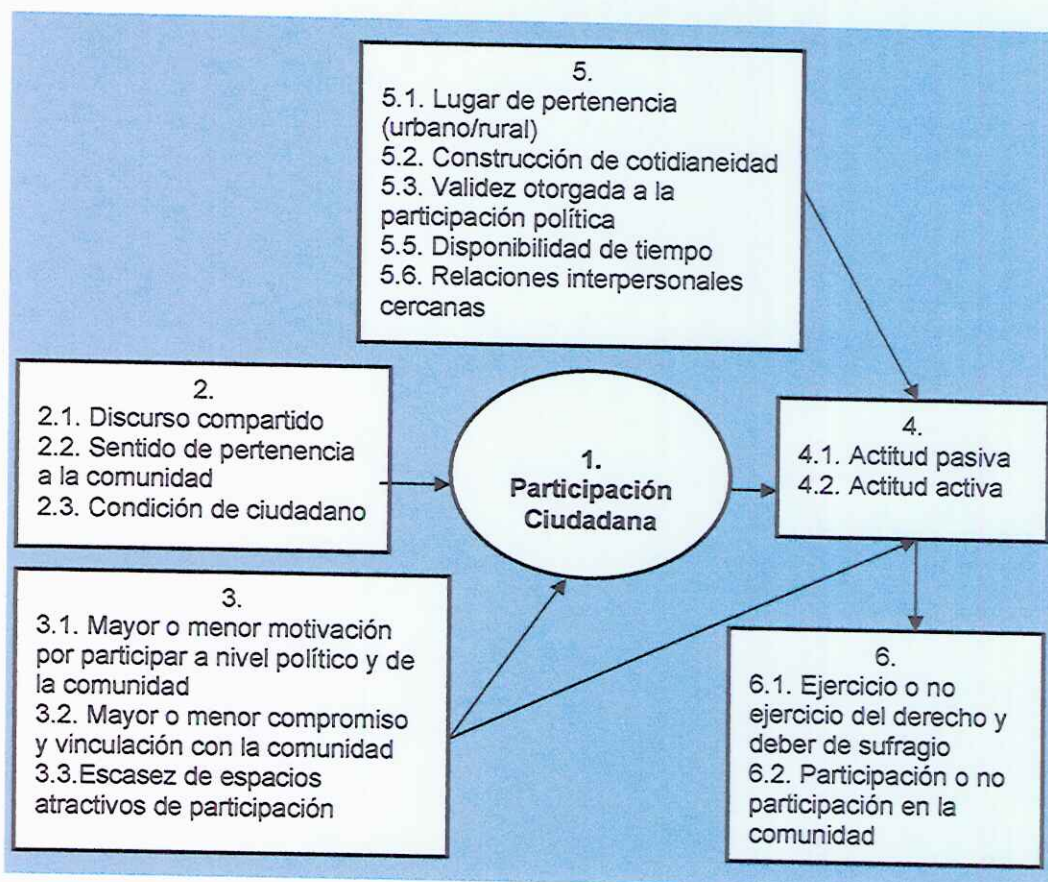 5.
5.1. Lugar de pertenencia
(urbano/rural)
5.2. Construcción de cotidianeidad
5.3. Validez otorgada a la
participación política
5.5. Disponibilidad de tiempo
5.6. Relaciones interpersonales
cercanas
2.
2.1. Discurso compartido
2.2. Sentido de pertenencia
a la comunidad
2.3. Condición de ciudadano
1.
Participación
Ciudadana
4.
4.1. Actitud pasiva
4.2. Actitud activa
3.
3.1. Mayor o menor motivación
por participar a nivel político y de
la comunidad
3.2. Mayor o menor compromiso
y vinculación con la comunidad
3.3.Escasez de espacios
atractivos de participación
6.
6.1. Ejercicio o no
ejercicio del derecho y
deber de sufragio
6.2. Participación o no
participación en la
comunidad